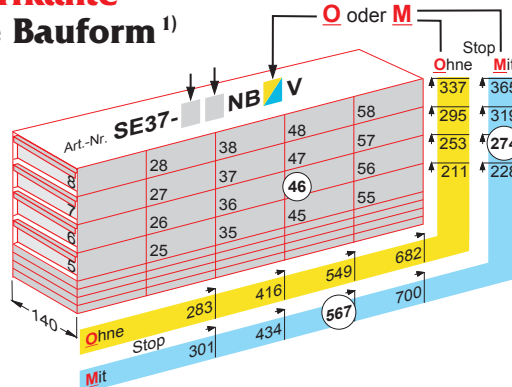 Bauform 1)
O oder M
Stop
Ohne Mit
337 365
295 319
253 274
211 228
Art.-Nr. SE37- NB V
8 28 38 48 58
7 27 37 47 57
6 26 36 46 56
5 25 35 45 55
140
Ohne 283 416 549 682
Stop
Mit 301 434 567 700